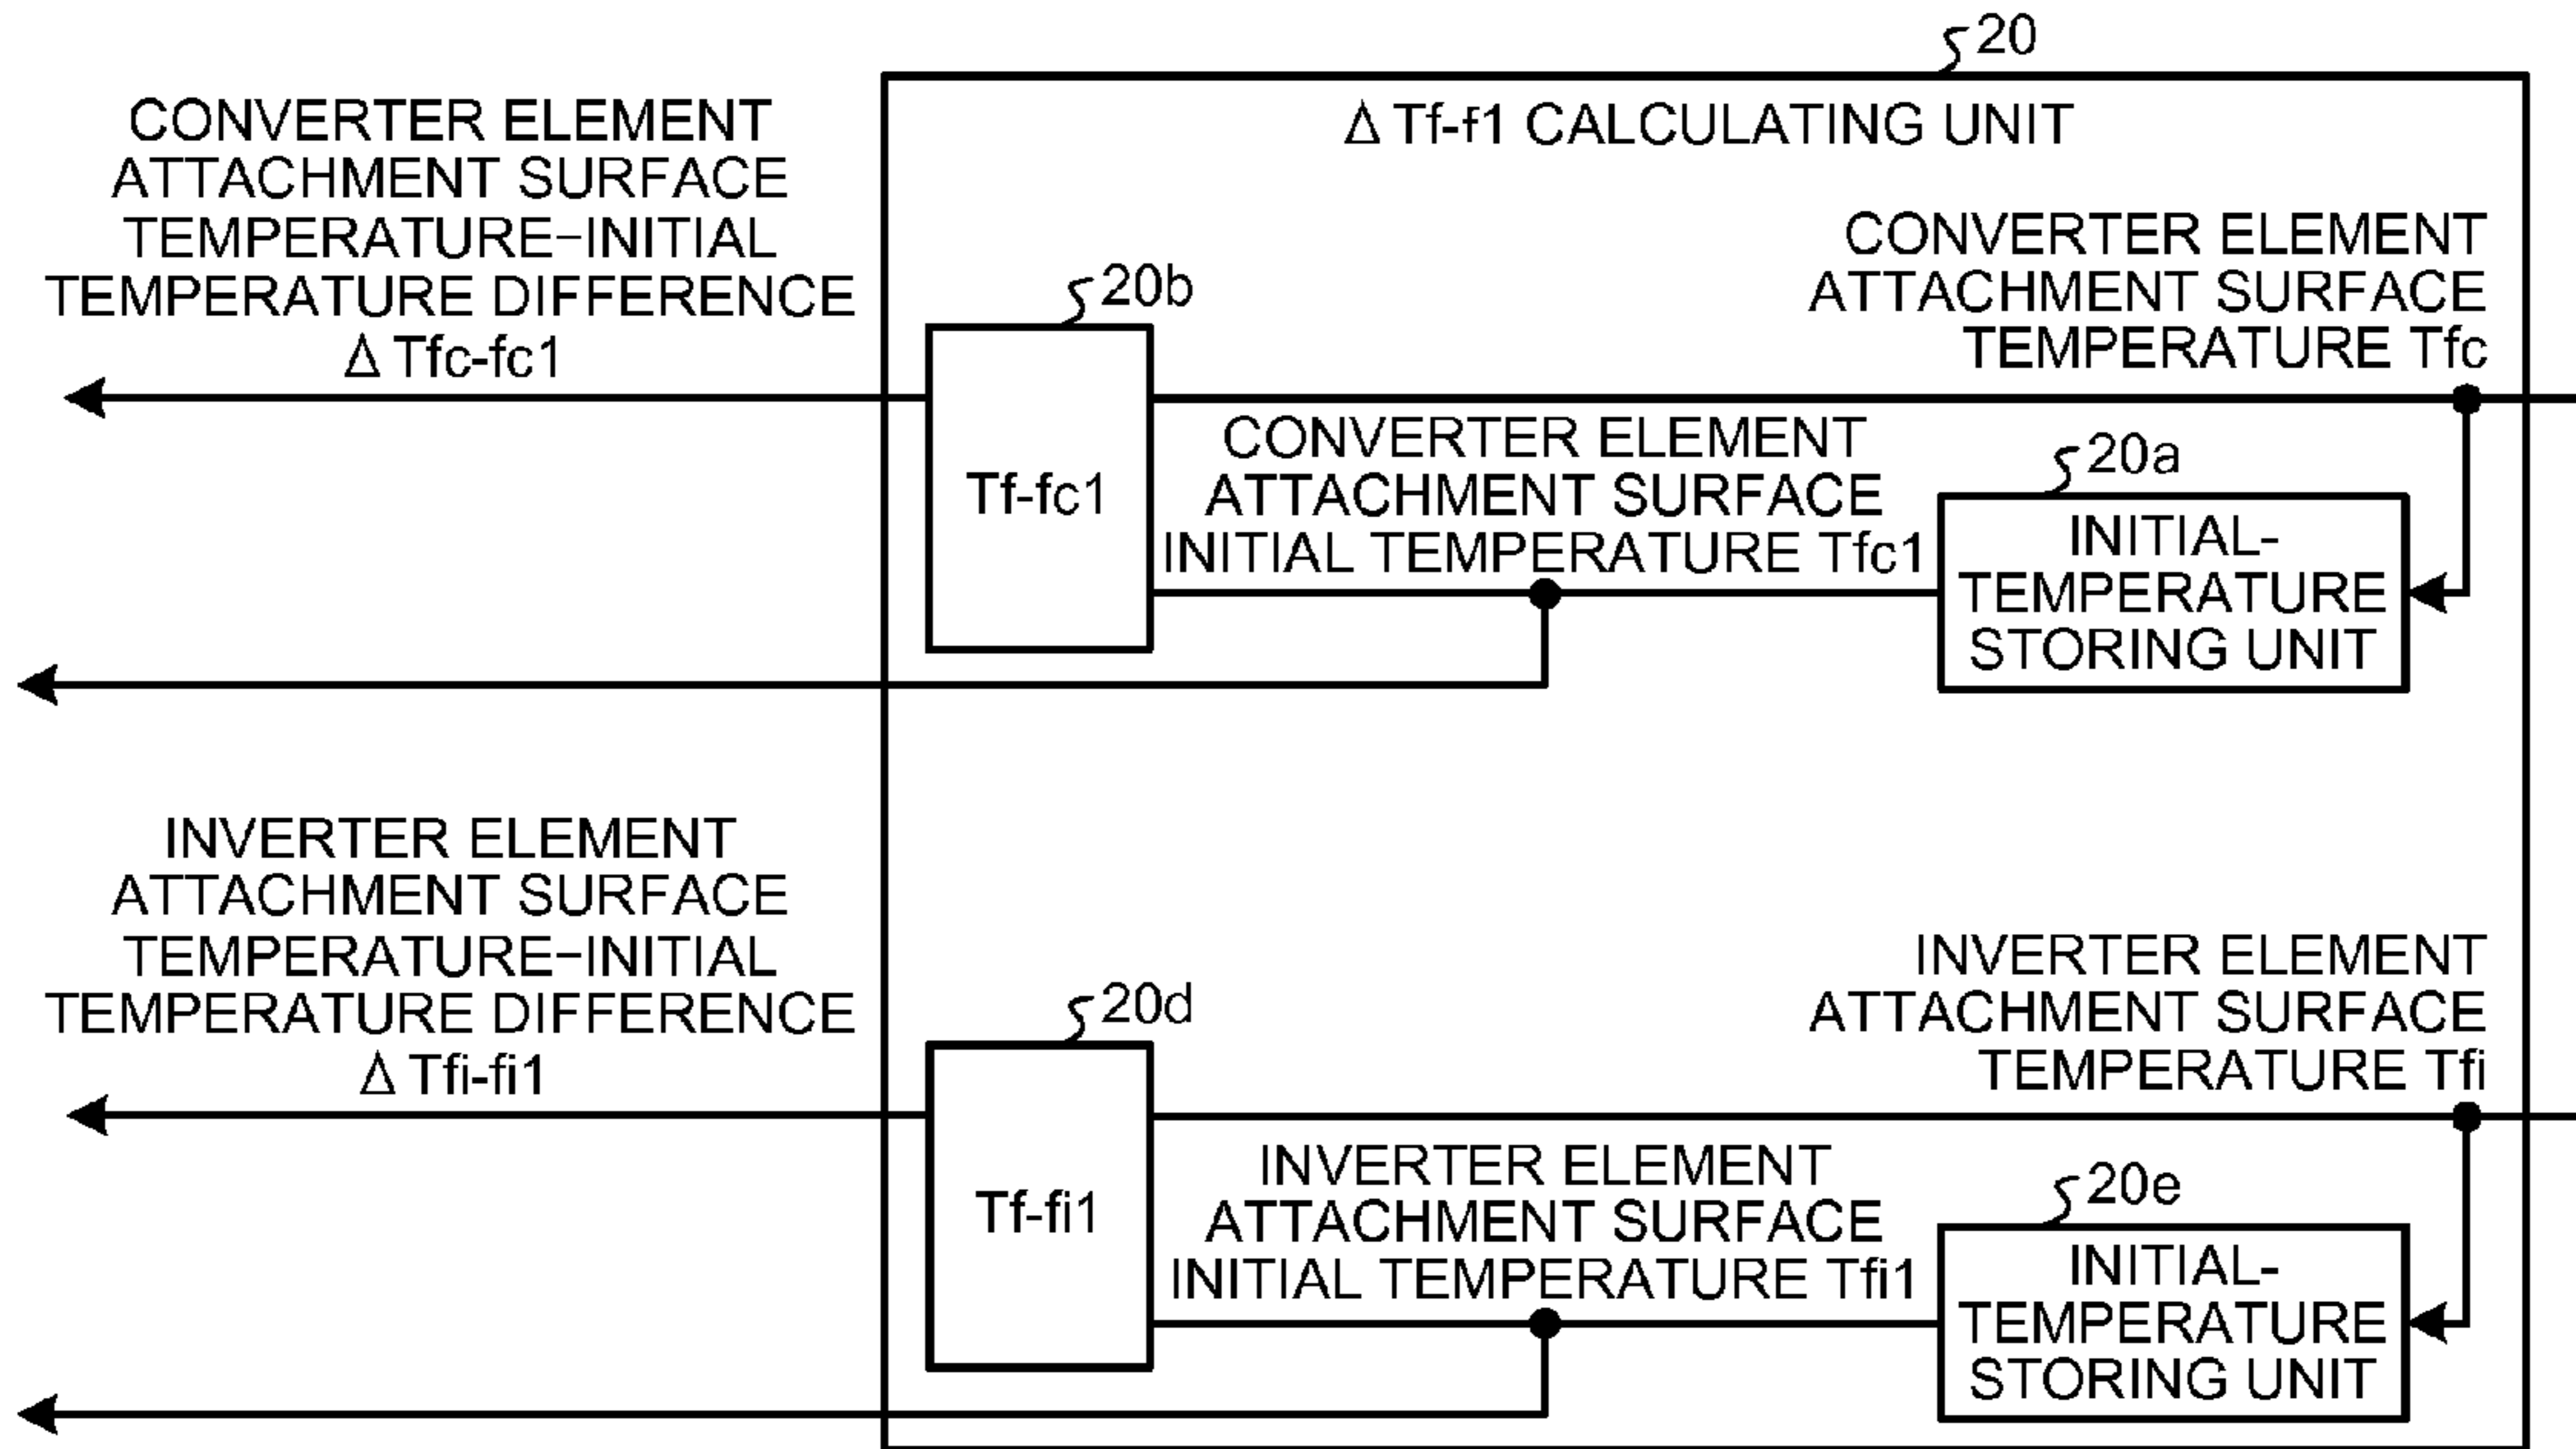 20
Δ Tf-f1 CALCULATING UNIT
CONVERTER ELEMENT
ATTACHMENT SURFACE
TEMPERATURE−INITIAL
TEMPERATURE DIFFERENCE
Δ Tfc-fc1
20b
Tf-fc1
CONVERTER ELEMENT
ATTACHMENT SURFACE
TEMPERATURE Tfc
CONVERTER ELEMENT
ATTACHMENT SURFACE
INITIAL TEMPERATURE Tfc1
20a
INITIAL-
TEMPERATURE
STORING UNIT
INVERTER ELEMENT
ATTACHMENT SURFACE
TEMPERATURE−INITIAL
TEMPERATURE DIFFERENCE
Δ Tfi-fi1
20d
Tf-fi1
INVERTER ELEMENT
ATTACHMENT SURFACE
TEMPERATURE Tfi
INVERTER ELEMENT
ATTACHMENT SURFACE
INITIAL TEMPERATURE Tfi1
20e
INITIAL-
TEMPERATURE
STORING UNIT